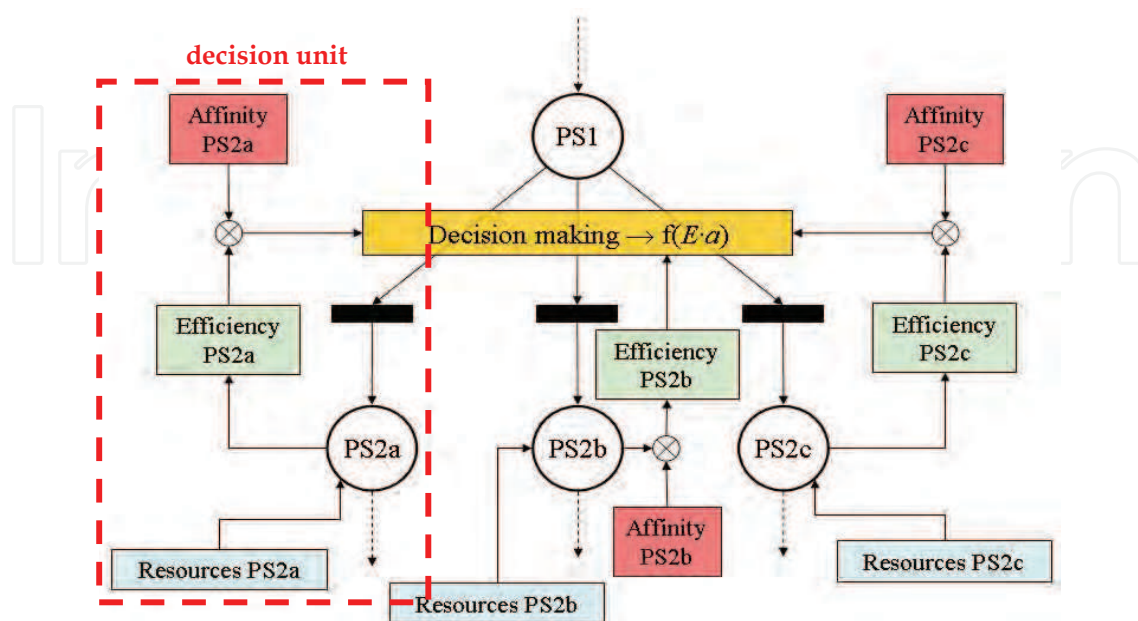 decision unit
Affinity
PS2a
PS1
Affinity
PS2c
Decision making → f(E·a)
Efficiency
PS2a
Efficiency
PS2b
Efficiency
PS2c
PS2a
PS2b
PS2c
Affinity
PS2b
Resources PS2a
Resources PS2b
Resources PS2c